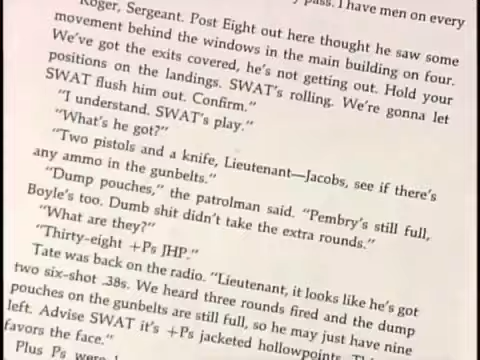 pass. I have men on every
Roger, Sergeant. Post Eight out here thought he saw some
movement behind the windows in the main building on four.
We've got the exits covered, he's not getting out. Hold your
positions on the landings. SWAT's rolling. We're gonna let
SWAT flush him out. Confirm."
"I understand. SWAT's play."
"What's he got?"
"Two pistols and a knife, Lieutenant—Jacobs, see if there's
any ammo in the gunbelts."
"Dump pouches," the patrolman said. "Pembry's still full,
Boyle's too. Dumb shit didn't take the extra rounds."
"What are they?"
"Thirty-eight +Ps JHP."
Tate was back on the radio. "Lieutenant, it looks like he's got
two six-shot .38s. We heard three rounds fired and the dump
pouches on the gunbelts are still full, so he may just have nine
left. Advise SWAT it's +Ps jacketed hollowpoints. This
favors the face."
Plus Ps were